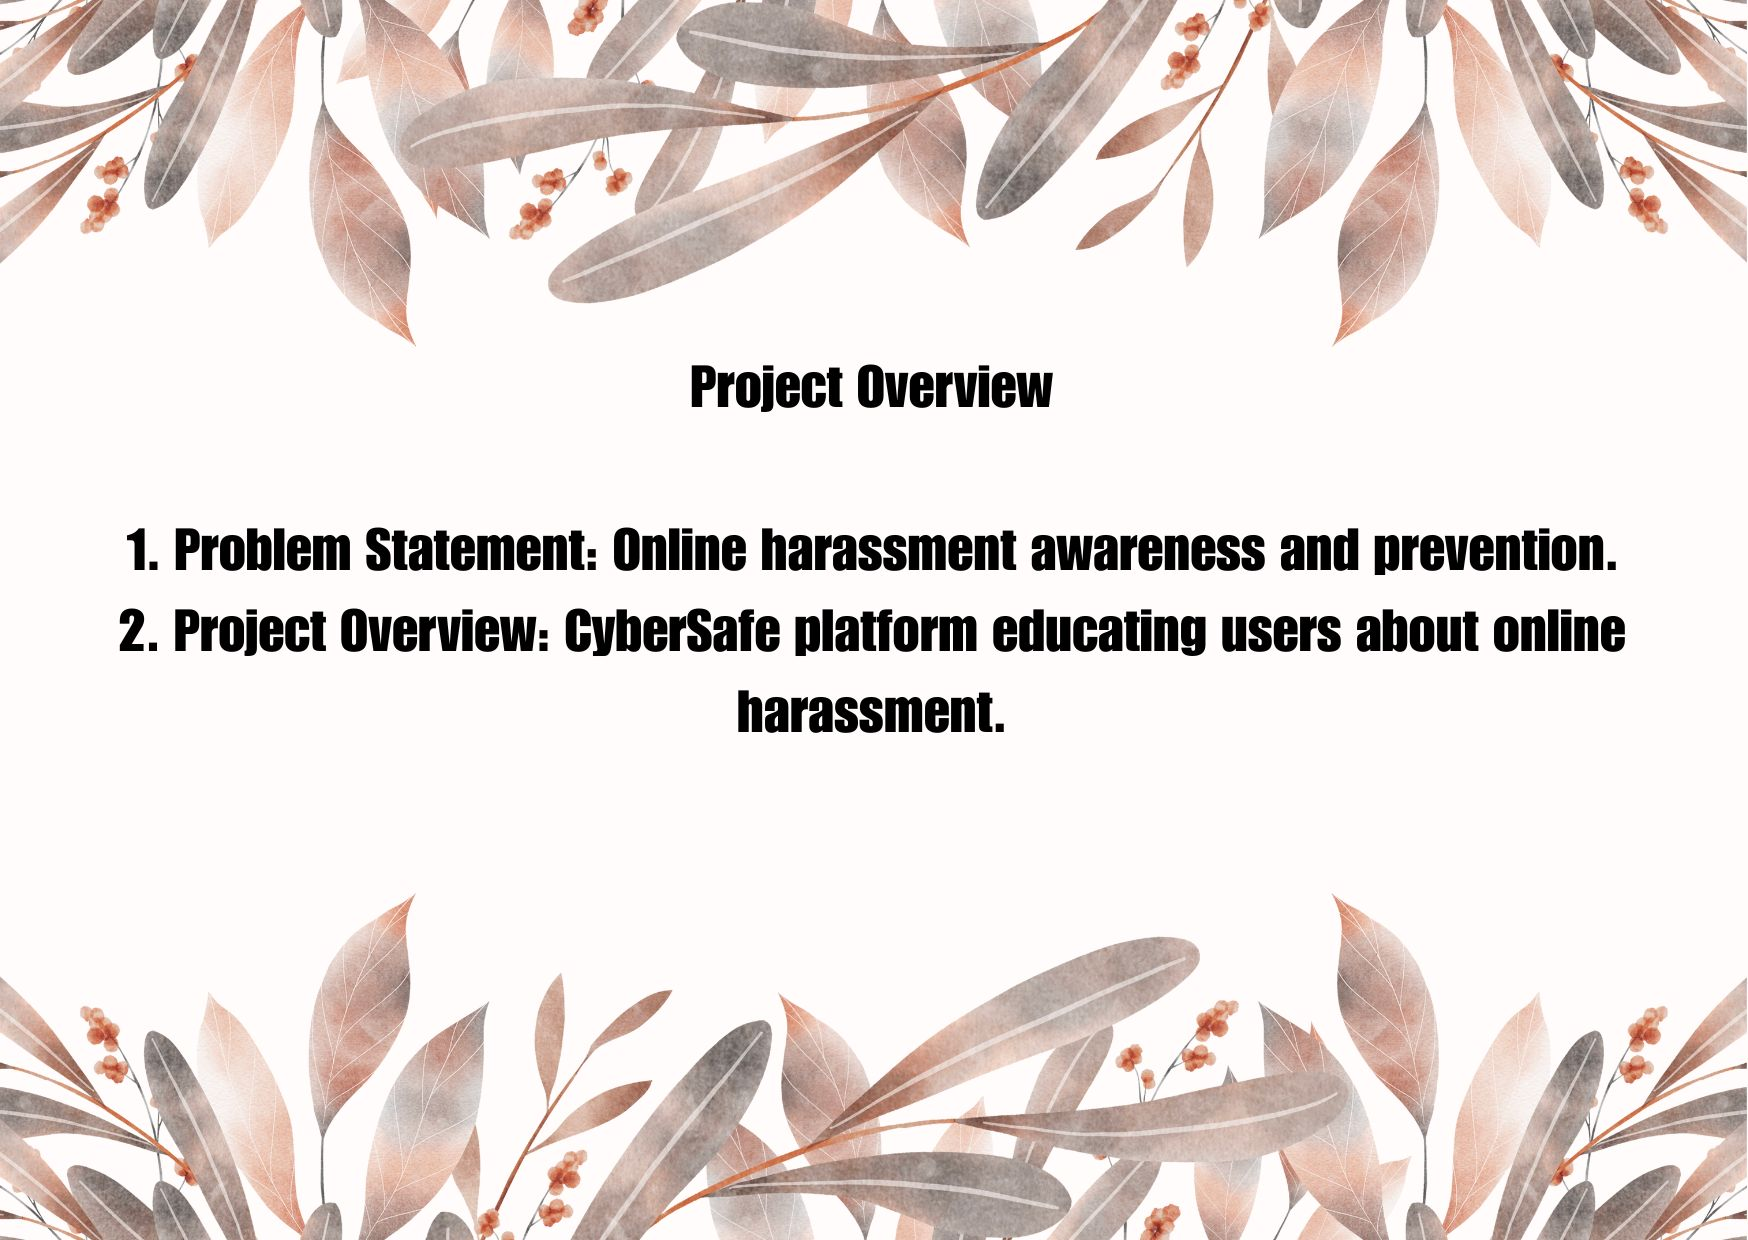 Project Overview
1. Problem Statement: Online harassment awareness and prevention.
2. Project Overview: CyberSafe platform educating users about online
harassment.